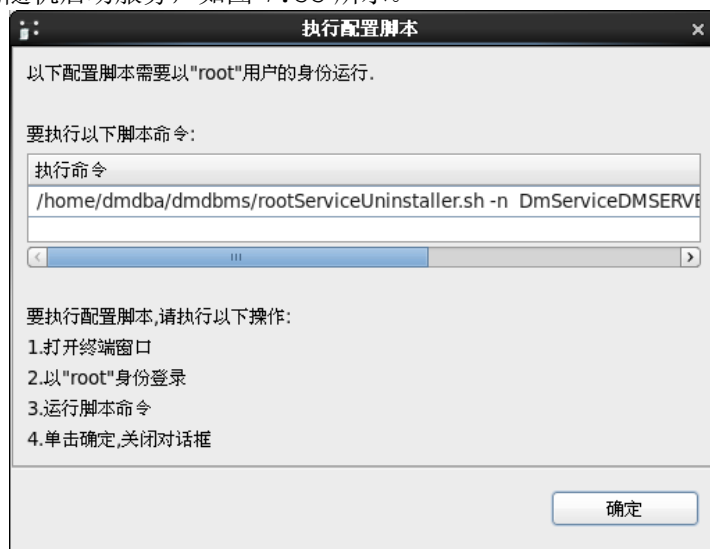 执行配置脚本
以下配置脚本需要以"root"用户的身份运行.
要执行以下脚本命令:
执行命令
/home/dmdba/dmdbms/rootServiceUninstaller.sh -n DmServiceDMSERVE
要执行配置脚本,请执行以下操作:
1.打开终端窗口
2.以"root"身份登录
3.运行脚本命令
4.单击确定,关闭对话框
确定